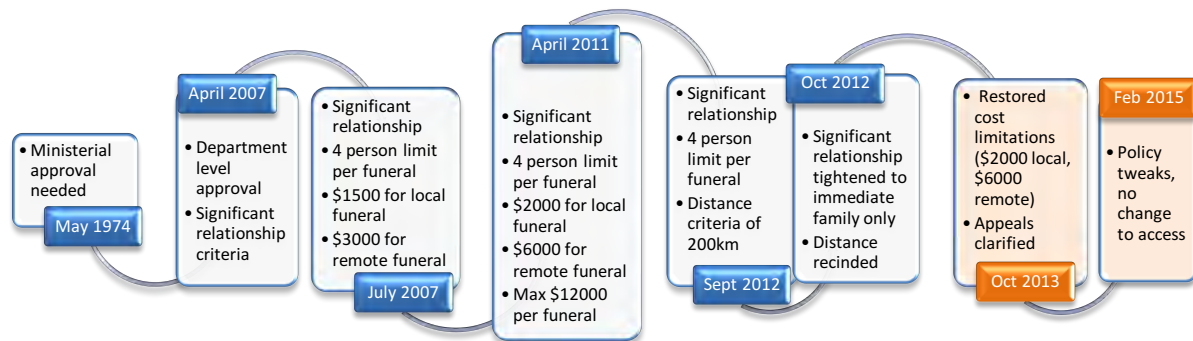 • Ministerial
approval
needed
May 1974
April 2007
• Department
level
approval
• Significant
relationship
criteria
• Significant
relationship
• 4 person limit
per funeral
• $1500 for local
funeral
• $3000 for
remote funeral
July 2007
April 2011
• Significant
relationship
• 4 person limit
per funeral
• $2000 for local
funeral
• $6000 for
remote funeral
• Max $12000
per funeral
• Significant
relationship
• 4 person
limit per
funeral
• Distance
criteria of
200km
Sept 2012
Oct 2012
• Significant
relationship
tightened to
immediate
family only
• Distance
recinded
• Restored
cost
limitations
($2000 local,
$6000
remote)
• Appeals
clarified
Oct 2013
Feb 2015
• Policy
tweaks,
no
change
to access